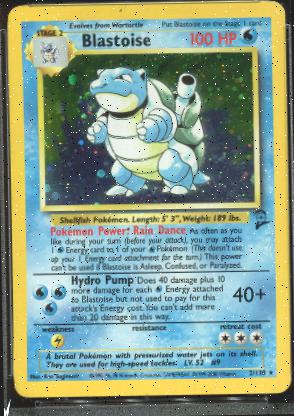 Evolves from Wartortle Put Blastoise on the Stage 1 card
STAGE 2
Blastoise 100 HP
Shellfish Pokémon. Length: 5' 3", Weight: 189 lbs.
Pokémon Power: Rain Dance As often as you
like during your turn (before your attack), you may attach
1 Energy card to 1 of your Pokémon. (This doesn't use
up your 1 Energy card attachment for the turn.) This power
can't be used if Blastoise is Asleep, Confused, or Paralyzed.
Hydro Pump Does 40 damage plus 10
more damage for each Energy attached
to Blastoise but not used to pay for this
attack's Energy cost. You can't add more
than 20 damage in this way.
40+
weakness resistance retreat cost
A brutal Pokémon with pressurized water jets on its shell.
They are used for high-speed tackles. LV. 52 #9
2/130